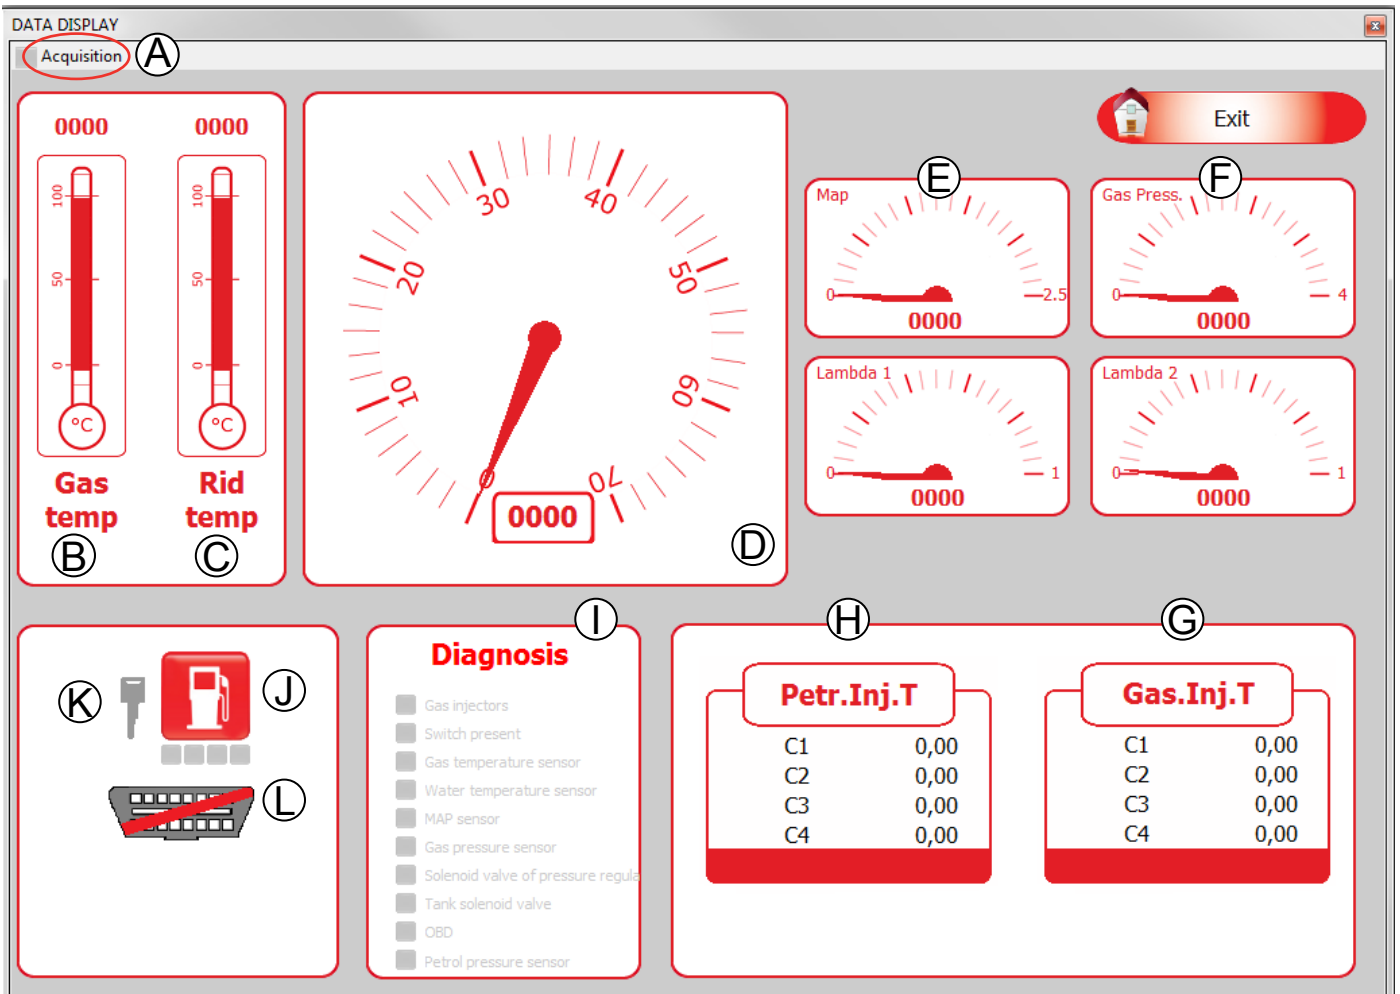 DATA DISPLAY
Acquisition
A
0000
0000
100
50
0
°C
100
50
0
°C
Gas
temp
B
Rid
temp
C
0
10
20
30
40
50
60
70
0000
D
Exit
Map
E
0
2.5
0000
Gas Press.
F
0
4
0000
Lambda 1
0
1
0000
Lambda 2
0
1
0000
K
J
L
I
Diagnosis
Gas injectors
Switch present
Gas temperature sensor
Water temperature sensor
MAP sensor
Gas pressure sensor
Solenoid valve of pressure regula
Tank solenoid valve
OBD
Petrol pressure sensor
H
Petr.Inj.T
C1 0,00
C2 0,00
C3 0,00
C4 0,00
G
Gas.Inj.T
C1 0,00
C2 0,00
C3 0,00
C4 0,00